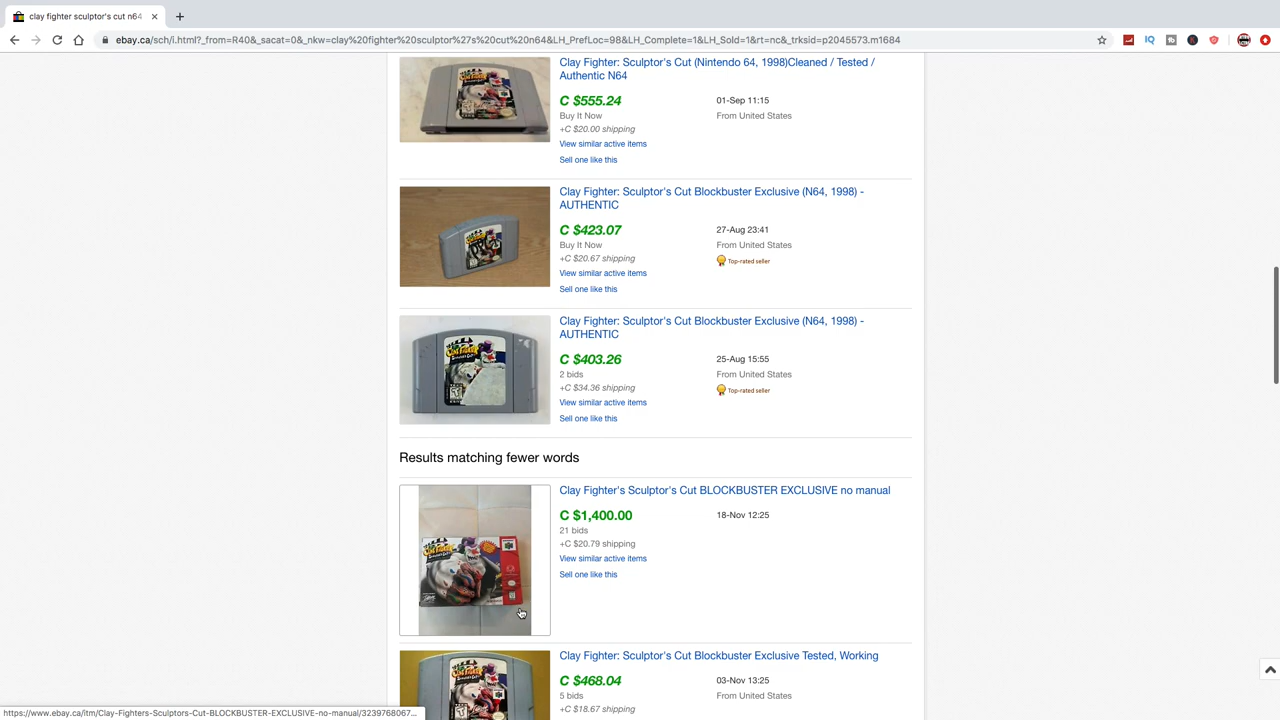 clay fighter sculptor's cut n64
ebay.ca/sch/i.html?_from=R40&_sacat=0&_nkw=clay%20fighter%20sculptor%27s%20cut%20n64&LH_PrefLoc=98&LH_Complete=1&LH_Sold=1&rt=nc&_trksid=p2045573.m1684
Clay Fighter: Sculptor's Cut (Nintendo 64, 1998)Cleaned / Tested /
Authentic N64
C $555.24
01-Sep 11:15
Buy It Now
From United States
+C $20.00 shipping
View similar active items
Sell one like this
Clay Fighter: Sculptor's Cut Blockbuster Exclusive (N64, 1998) -
AUTHENTIC
C $423.07
27-Aug 23:41
Buy It Now
From United States
+C $20.67 shipping
Top-rated seller
View similar active items
Sell one like this
Clay Fighter: Sculptor's Cut Blockbuster Exclusive (N64, 1998) -
AUTHENTIC
C $403.26
25-Aug 15:55
2 bids
From United States
+C $34.36 shipping
Top-rated seller
View similar active items
Sell one like this
Results matching fewer words
Clay Fighter's Sculptor's Cut BLOCKBUSTER EXCLUSIVE no manual
C $1,400.00
18-Nov 12:25
21 bids
+C $20.79 shipping
View similar active items
Sell one like this
Clay Fighter: Sculptor's Cut Blockbuster Exclusive Tested, Working
C $468.04
03-Nov 13:25
5 bids
From United States
+C $18.67 shipping
https://www.ebay.ca/itm/Clay-Fighters-Sculptors-Cut-BLOCKBUSTER-EXCLUSIVE-no-manual/3239768067...